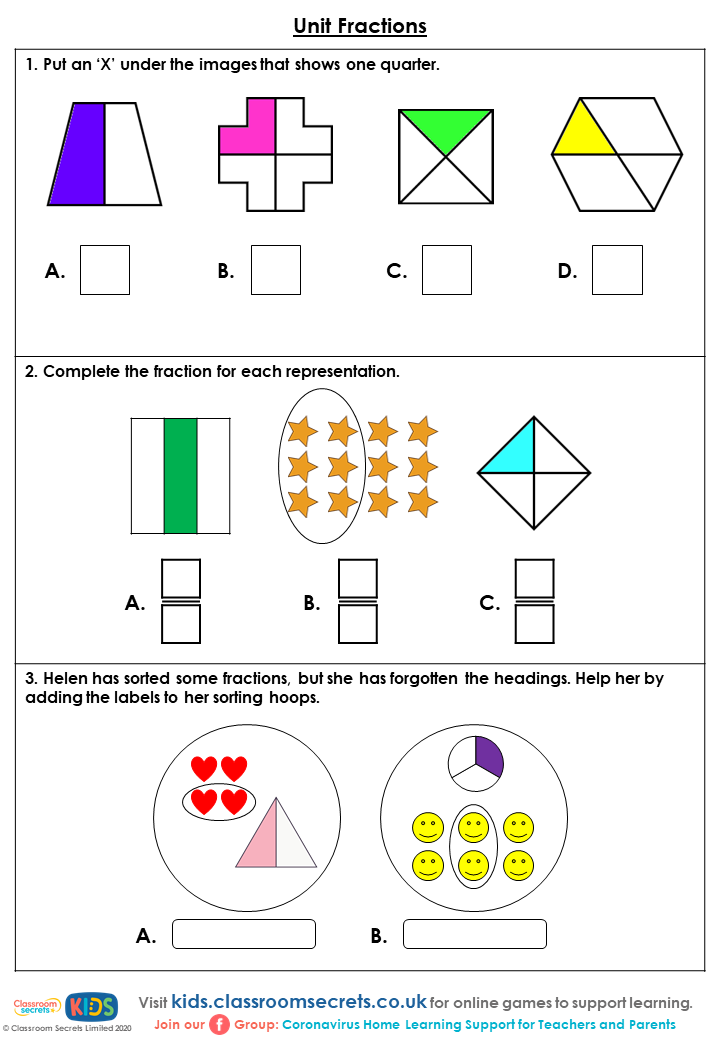 Unit Fractions
1. Put an ‘X’ under the images that shows one quarter.
A. B. C. D.
2. Complete the fraction for each representation.
A. B. C.
3. Helen has sorted some fractions, but she has forgotten the headings. Help her by
adding the labels to her sorting hoops.
A. B.
Classroom
secrets
KIDS
© Classroom Secrets Limited 2020
Visit kids.classroomsecrets.co.uk for online games to support learning.
Join our f Group: Coronavirus Home Learning Support for Teachers and Parents